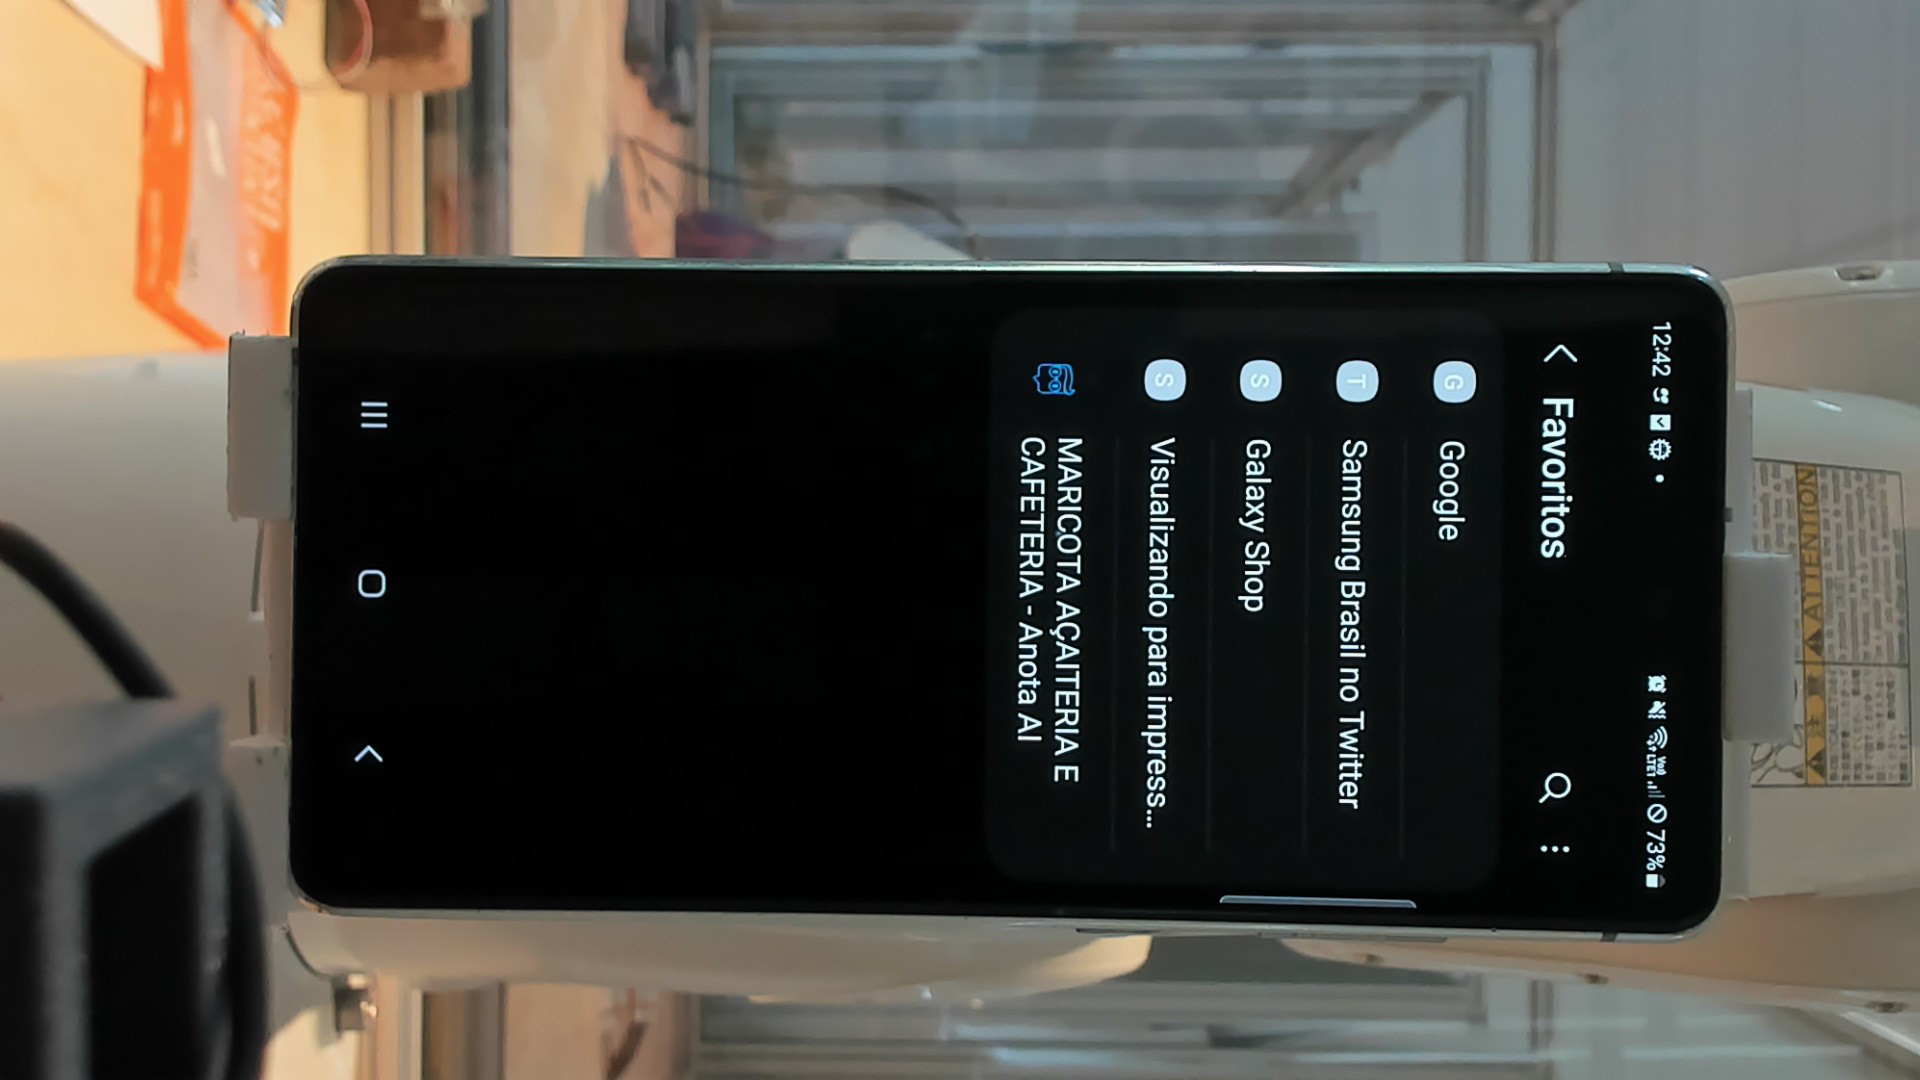 12:42
73%
Favoritos
G
Google
T
Samsung Brasil no Twitter
S
Galaxy Shop
S
Visualizando para impress...
MARICOTA AÇAITERIA E
CAFETERIA - Anota AI
ATTENTION